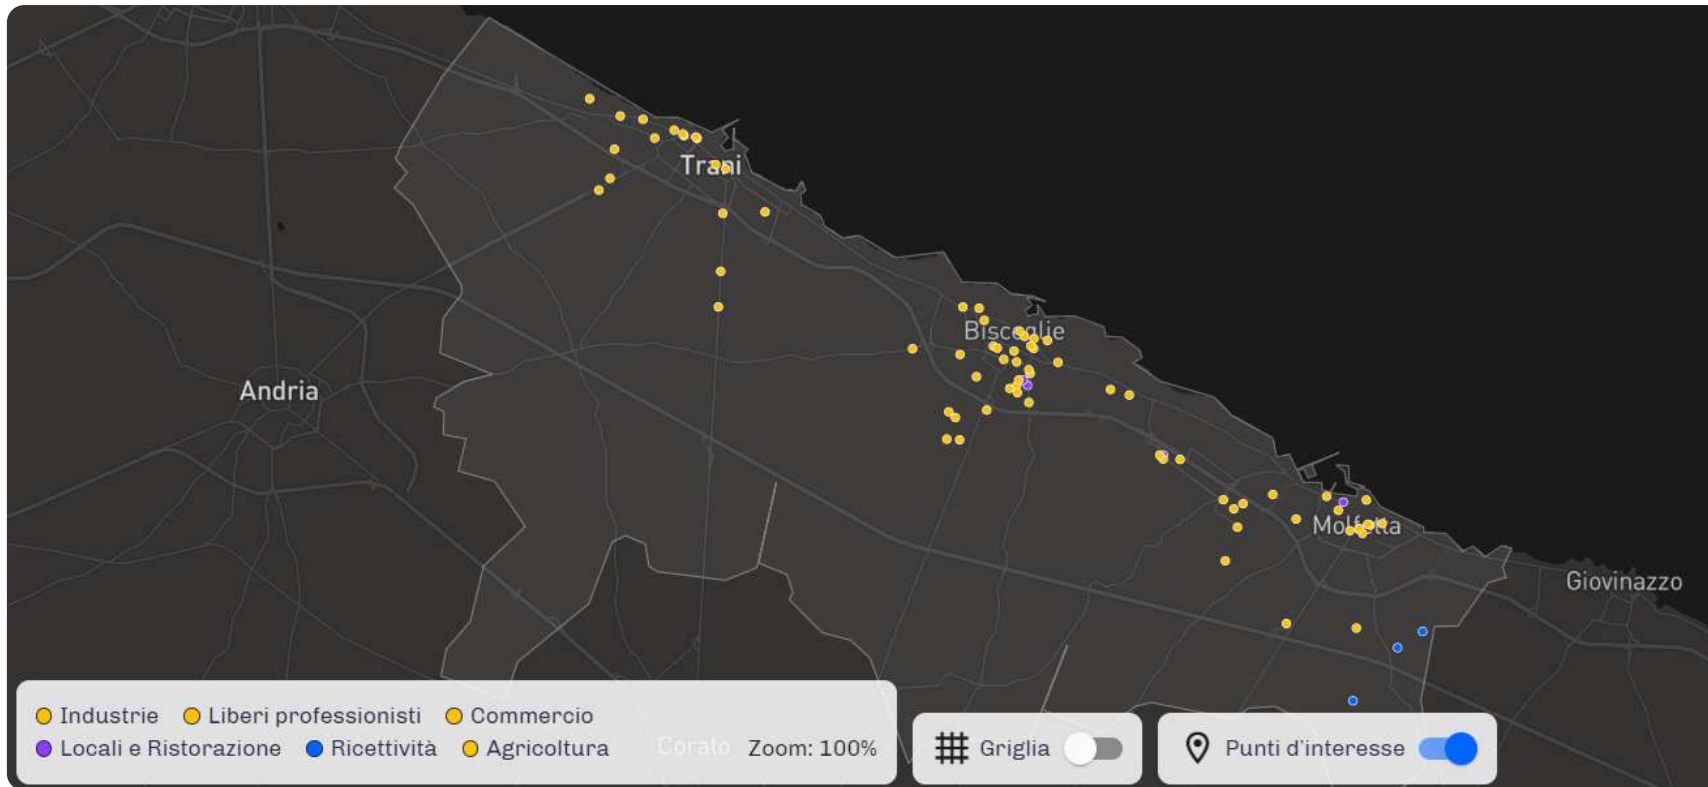 Trani
Bisceglie
Andria
Molfetta
Giovinazzo
Industrie Liberi professionisti Commercio
Locali e Ristorazione Ricettività Agricoltura
Corato Zoom: 100%
Griglia
Punti d'interesse